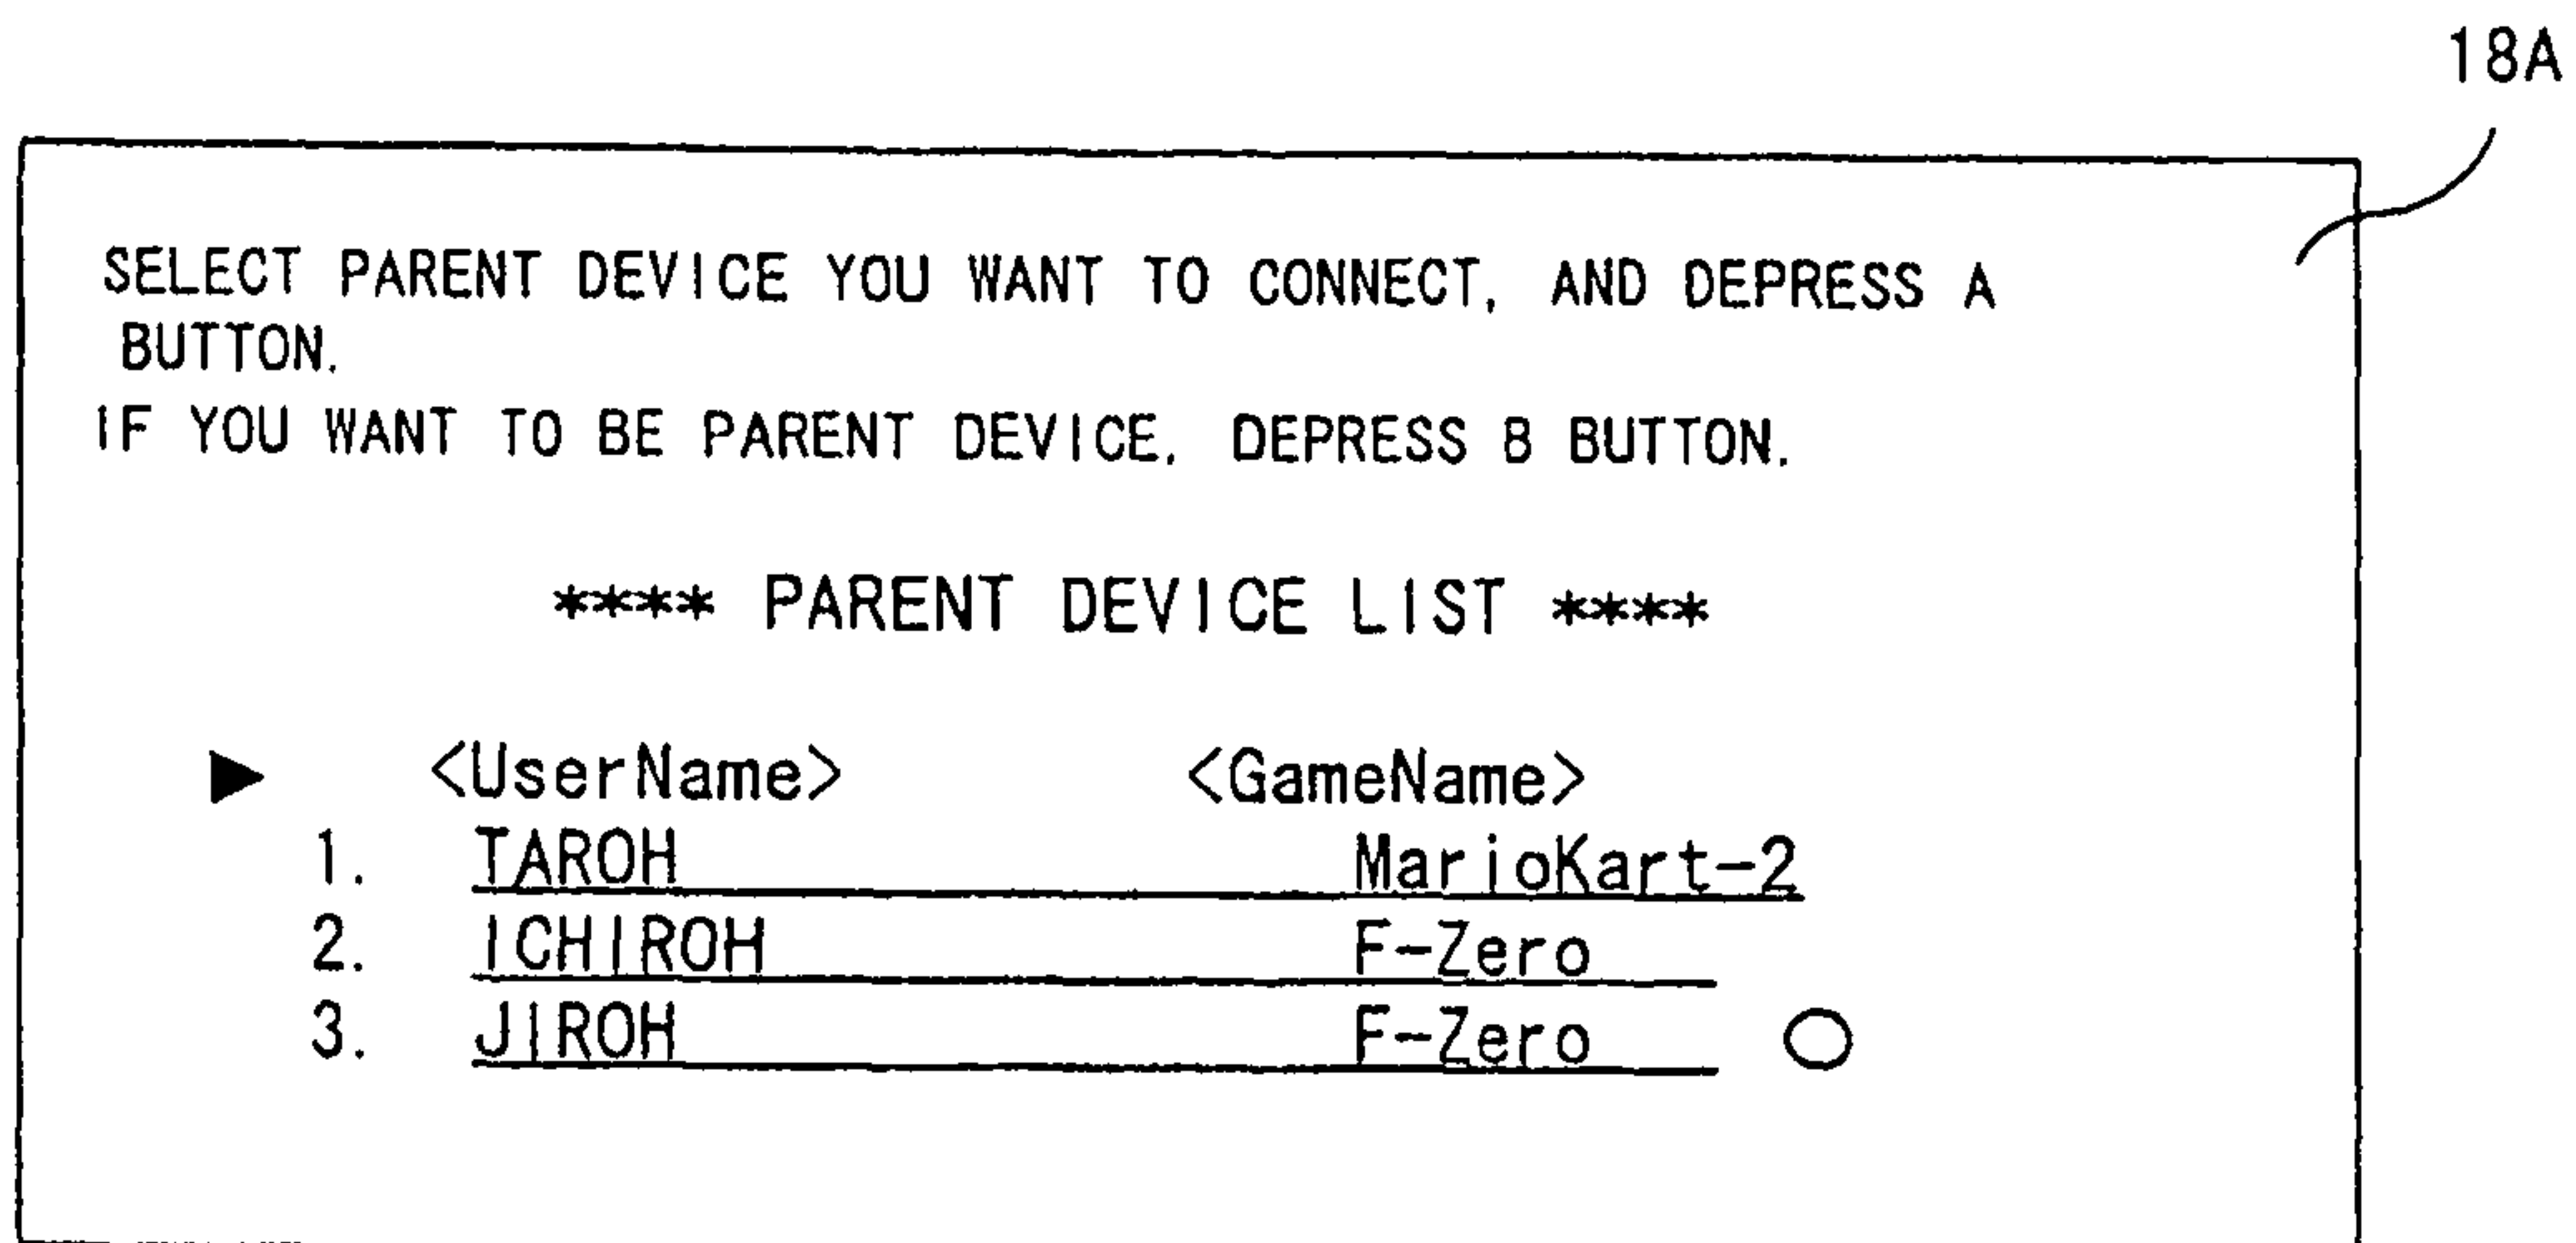 18A
SELECT PARENT DEVICE YOU WANT TO CONNECT, AND DEPRESS A
BUTTON.
IF YOU WANT TO BE PARENT DEVICE, DEPRESS B BUTTON.
**** PARENT DEVICE LIST ****
▶ <UserName> <GameName>
1. TAROH MarioKart-2
2. ICHIROH F-Zero
3. JIROH F-Zero ○